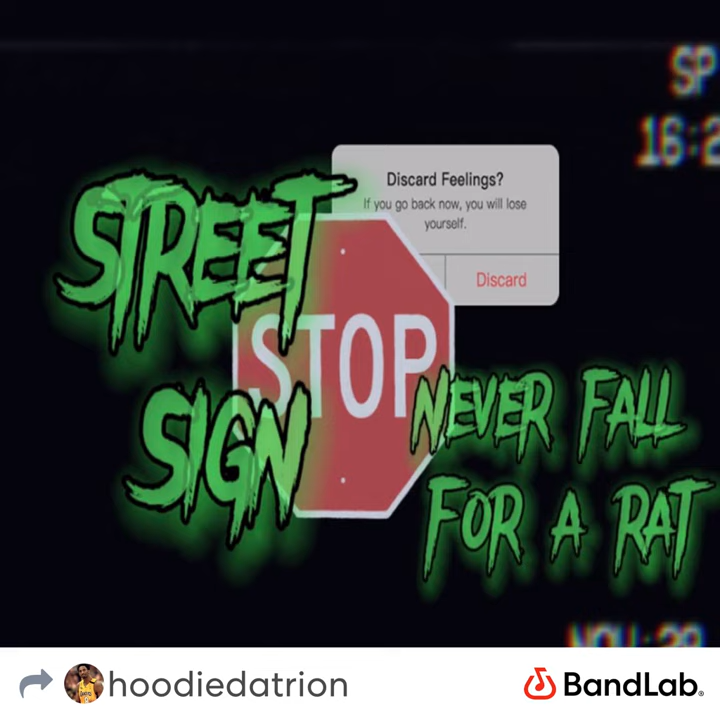 SP
16:2
Discard Feelings?
If you go back now, you will lose
yourself.
Discard
STREET
SIGN
STOP
NEVER FALL
FOR A RAT
hoodiedatrion
BandLab